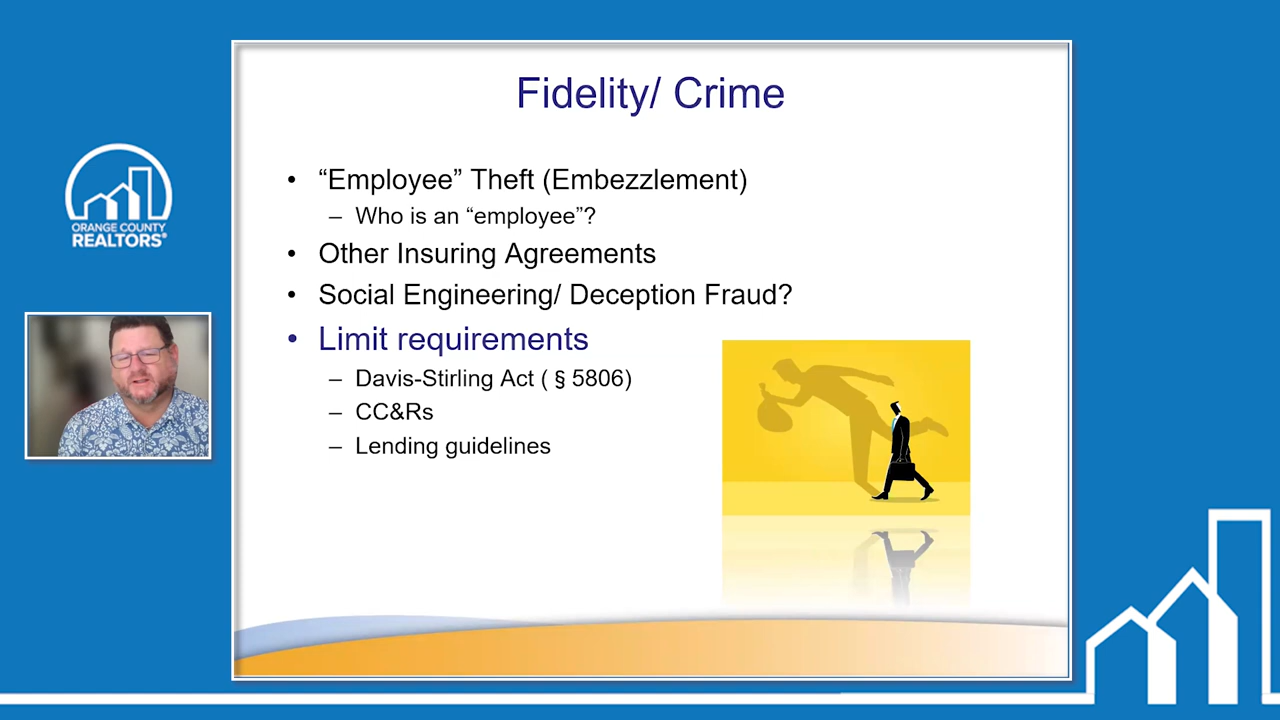 Fidelity/ Crime
• “Employee” Theft (Embezzlement)
– Who is an “employee”?
• Other Insuring Agreements
• Social Engineering/ Deception Fraud?
• Limit requirements
– Davis-Stirling Act ( § 5806)
– CC&Rs
– Lending guidelines
ORANGE COUNTY
REALTORS®